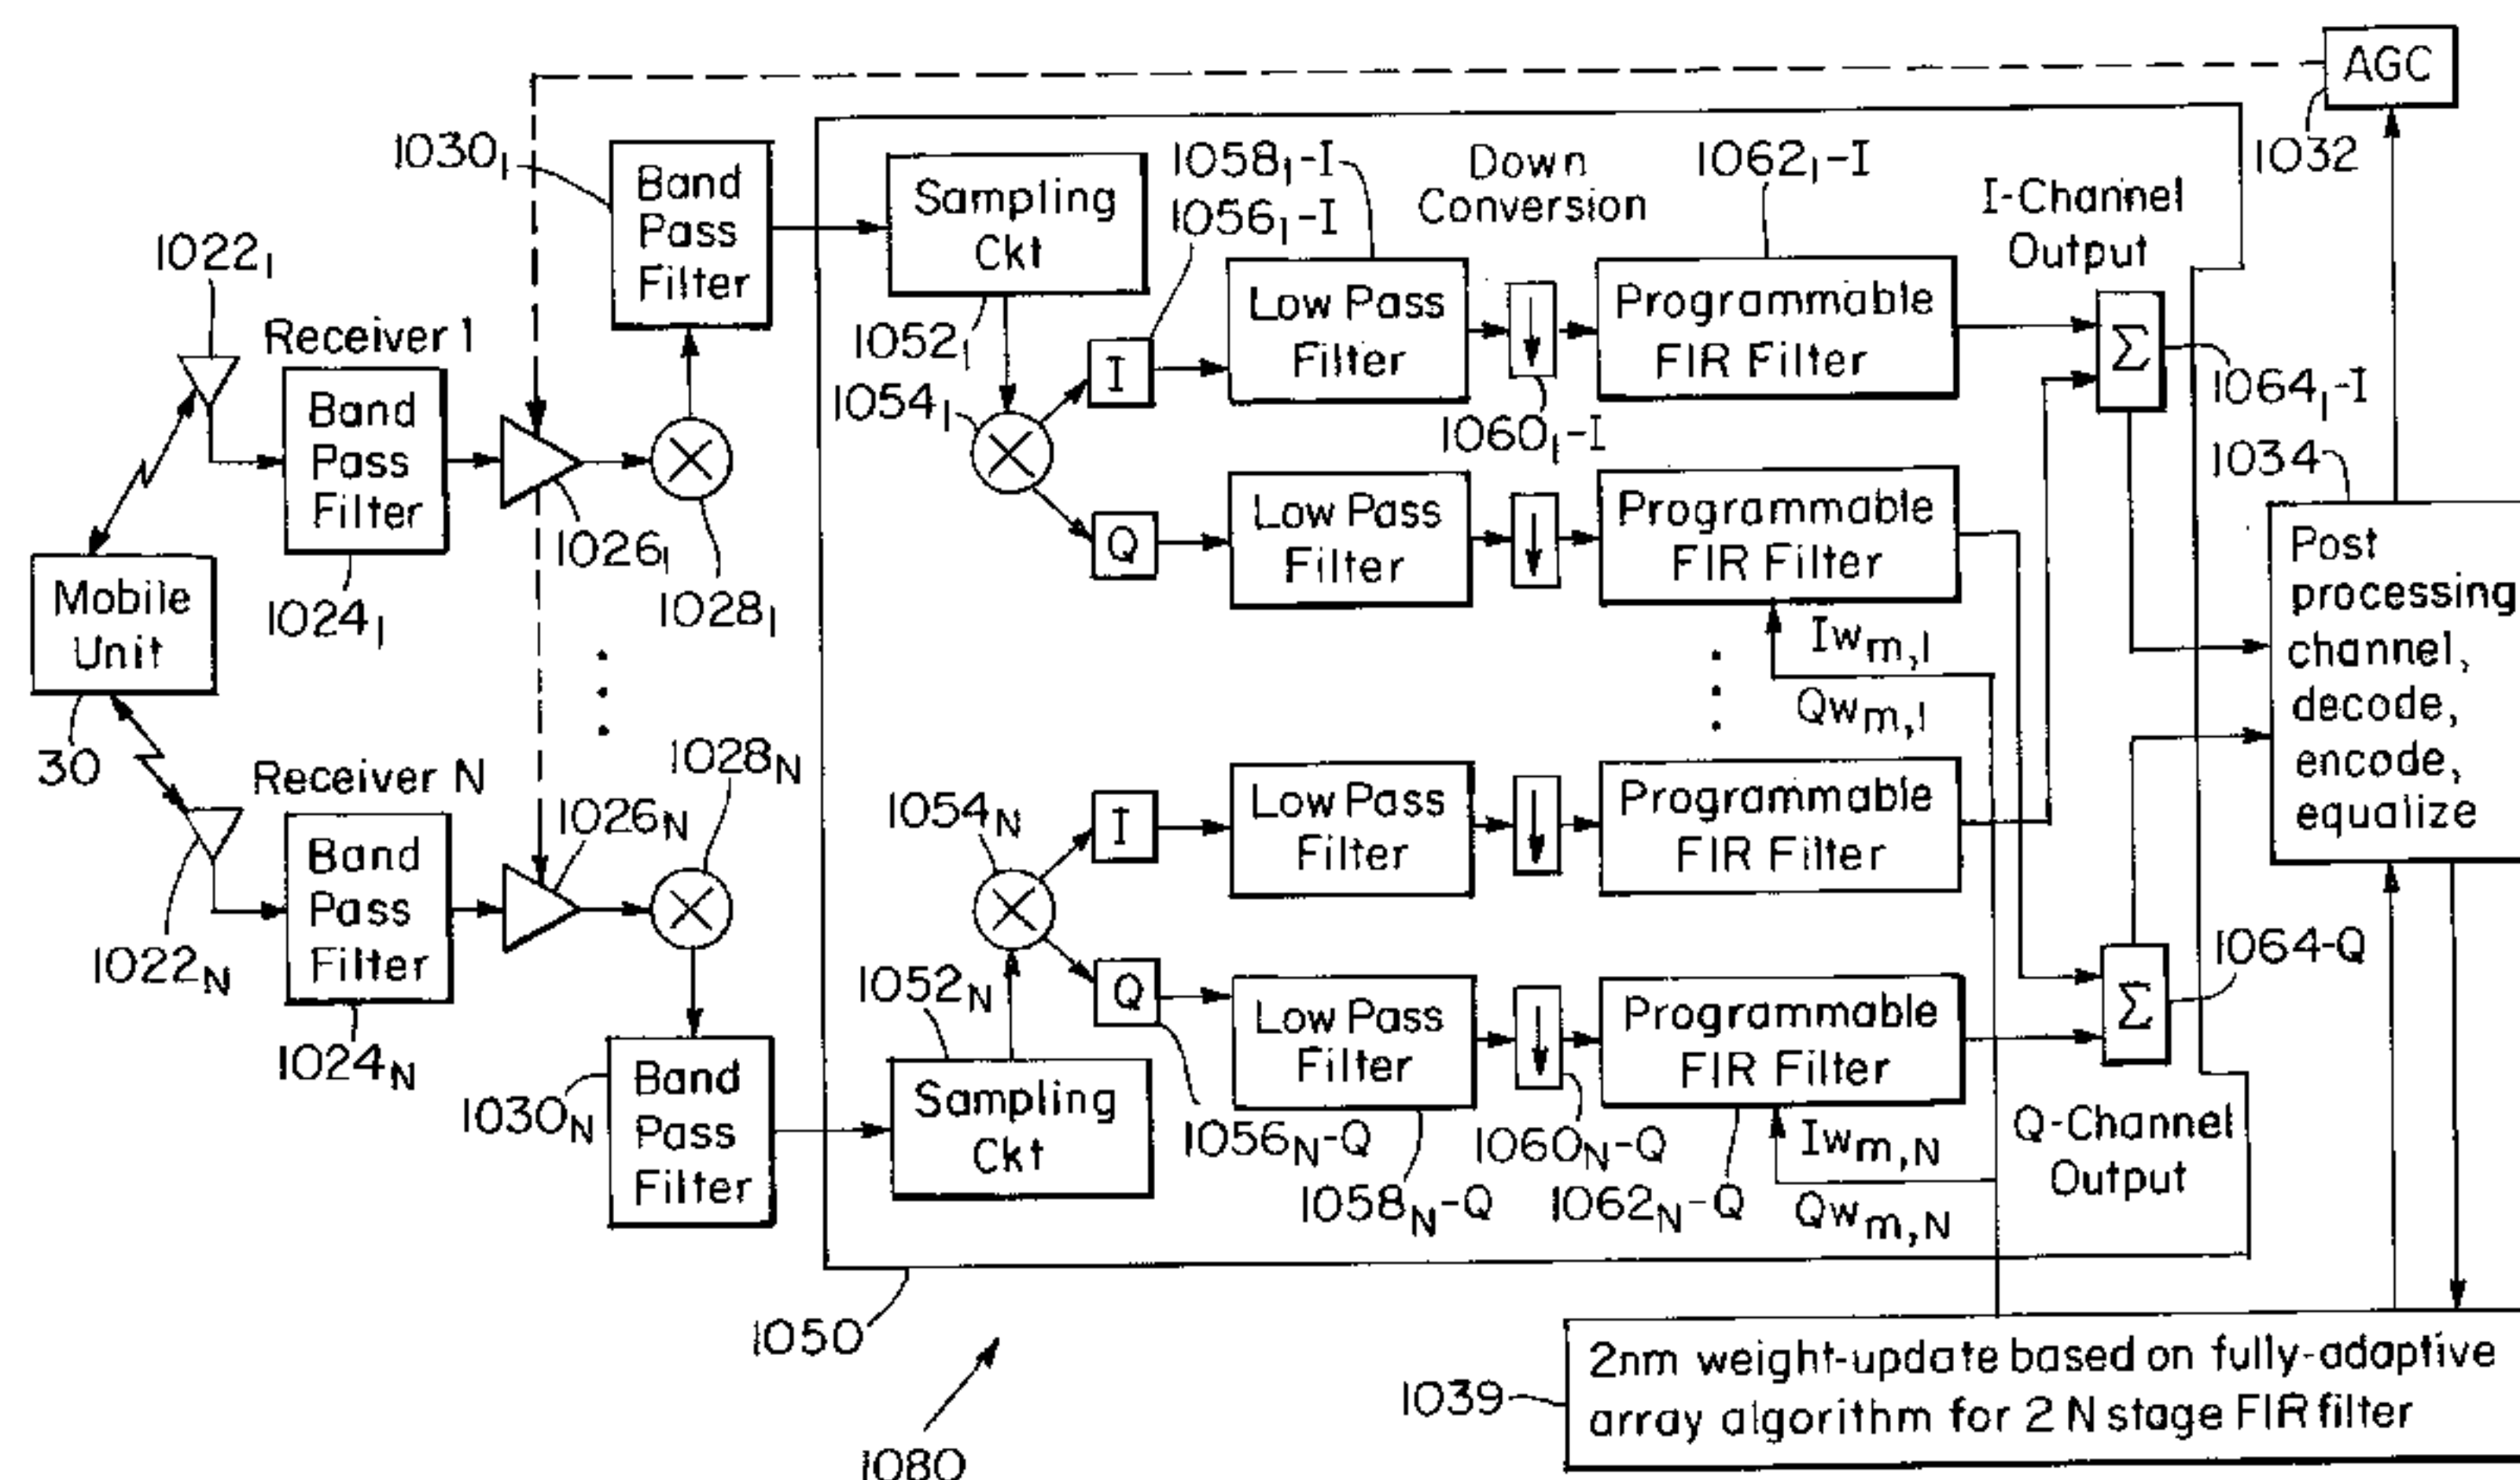 AGC
1032
1030₁
Band
Pass
Filter
Sampling
Ckt
1058₁-I
1056₁-I
Down
Conversion
1062₁-I
I-Channel
Output
1022₁
Receiver 1
Band
Pass
Filter
1052₁
1054₁
I
Low Pass
Filter
↓
Programmable
FIR Filter
Σ
1064₁-I
1060₁-I
1034
1026₁
1028₁
1024₁
Q
Low Pass
Filter
↓
Programmable
FIR Filter
Iw_m,1
Qw_m,1
Mobile
Unit
30
Post
processing
channel,
decode,
encode,
equalize
Receiver N
1028_N
1026_N
1022_N
Band
Pass
Filter
1024_N
1054_N
I
Low Pass
Filter
↓
Programmable
FIR Filter
1052_N
Q
Low Pass
Filter
↓
Programmable
FIR Filter
Σ
1064-Q
1030_N
Band
Pass
Filter
Sampling
Ckt
1056_N-Q
1058_N-Q
1060_N-Q
1062_N-Q
Iw_m,N
Qw_m,N
Q-Channel
Output
1050
1080
1039
2nm weight-update based on fully-adaptive
array algorithm for 2 N stage FIR filter